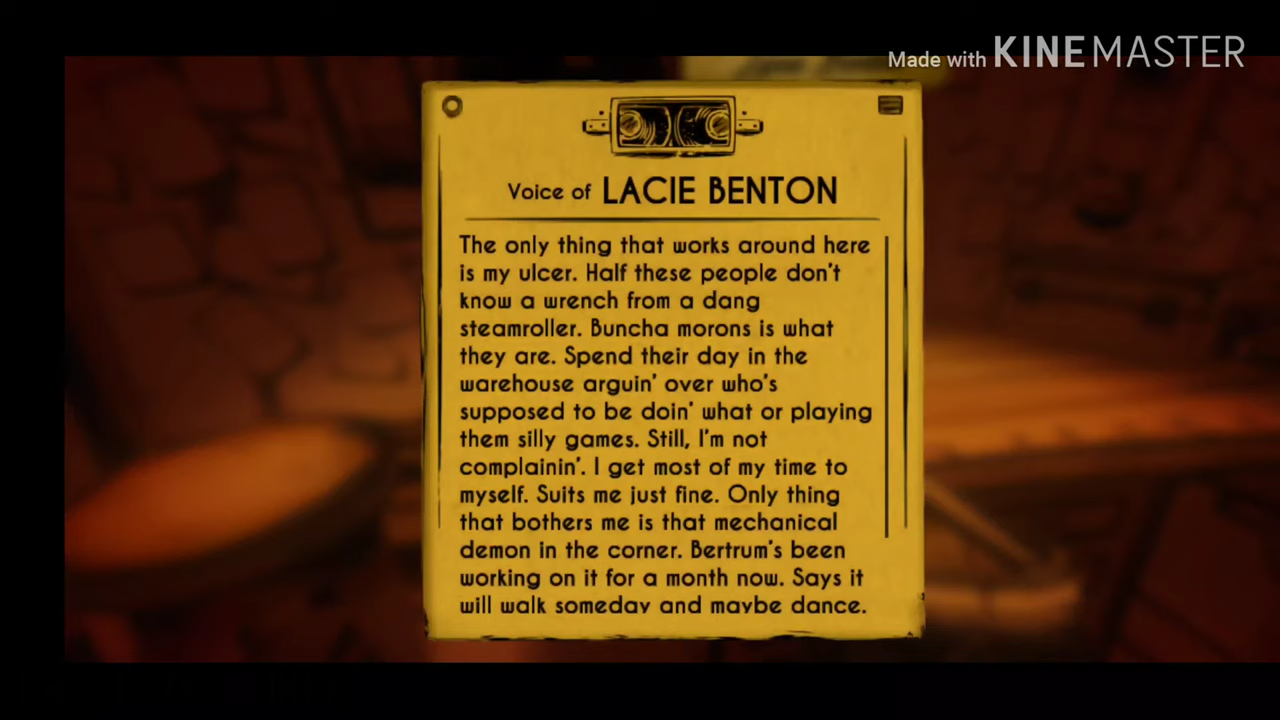 Made with KINEMASTER
Voice of LACIE BENTON
The only thing that works around here
is my ulcer. Half these people don't
know a wrench from a dang
steamroller. Buncha morons is what
they are. Spend their day in the
warehouse arguin' over who's
supposed to be doin' what or playing
them silly games. Still, I'm not
complainin'. I get most of my time to
myself. Suits me just fine. Only thing
that bothers me is that mechanical
demon in the corner. Bertrum's been
working on it for a month now. Says it
will walk someday and maybe dance.